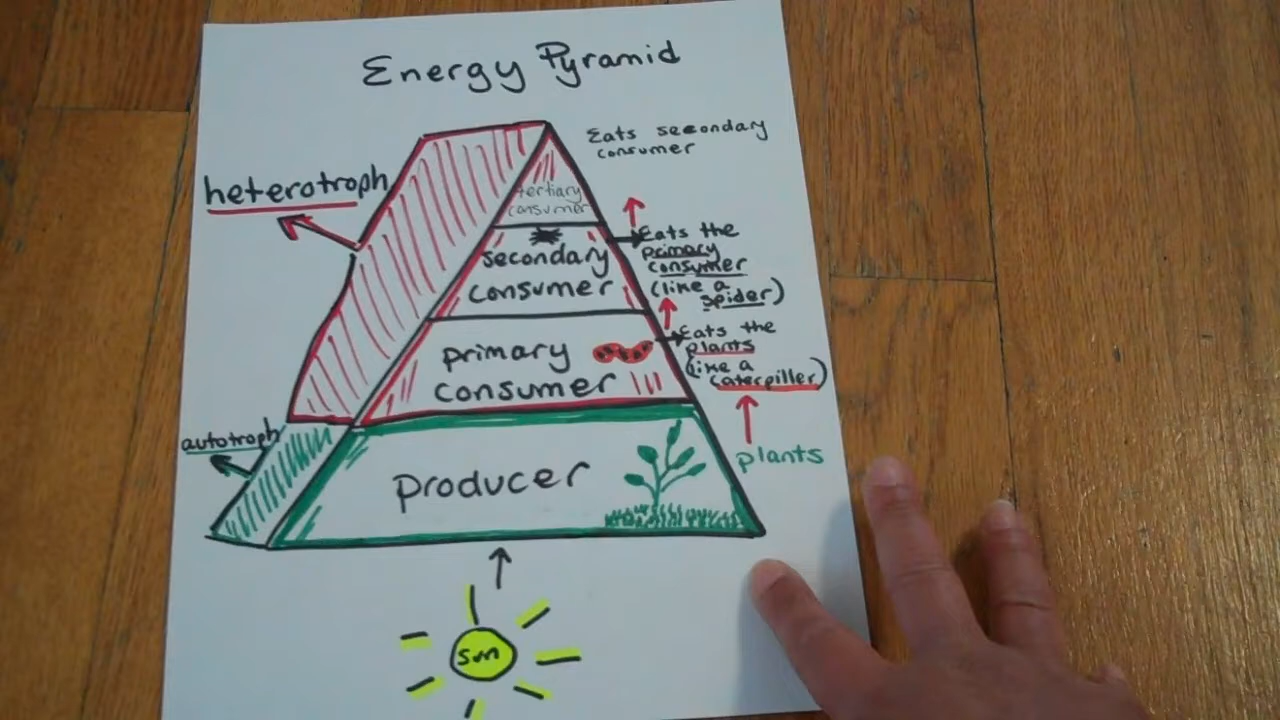 Energy Pyramid
Eats secondary
consumer
heterotroph
tertiary
consumer
Eats the
primary
consumer
(like a
spider)
secondary
consumer
Eats the
plants
(like a
caterpiller)
primary
consumer
autotroph
plants
producer
sun